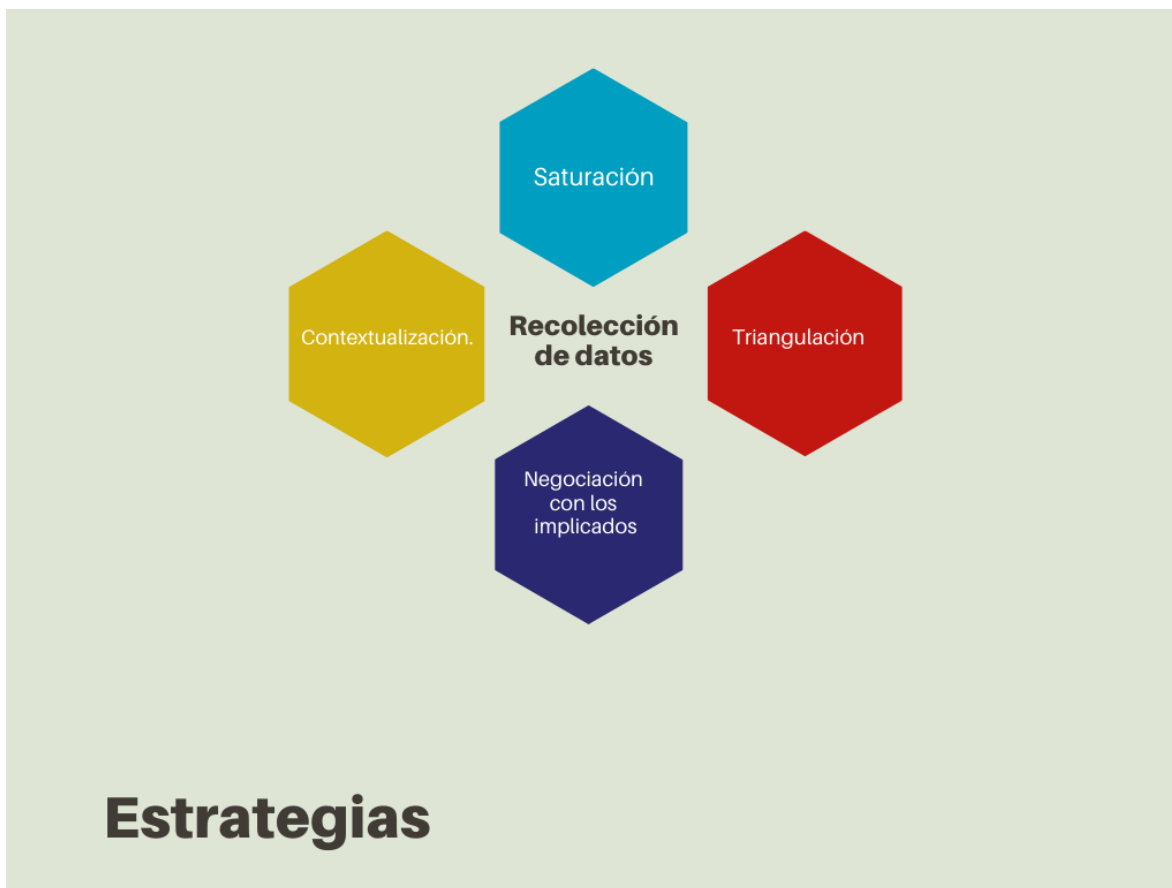 Saturación
Contextualización.
Recolección
de datos
Triangulación
Negociación
con los
implicados
Estrategias